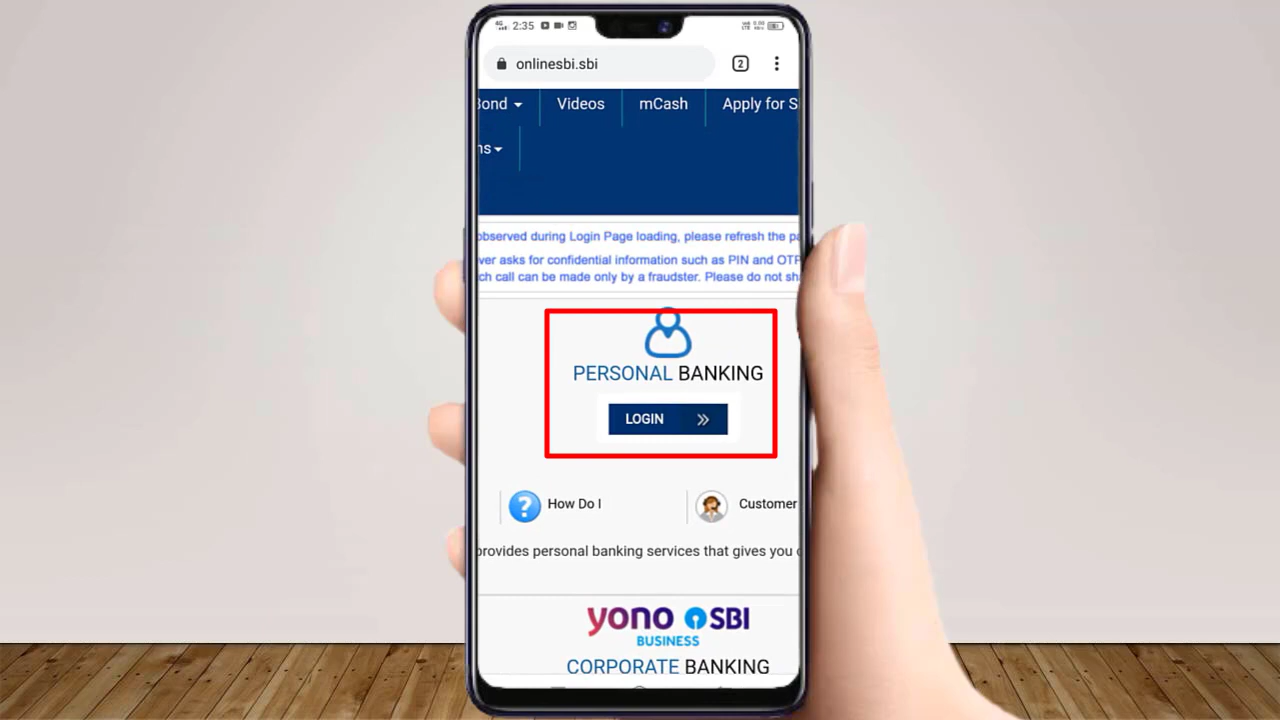 4G 2:35
onlinesbi.sbi 2
Bond Videos mCash Apply for S
ns
observed during Login Page loading, please refresh the pa
ver asks for confidential information such as PIN and OTP
ch call can be made only by a fraudster. Please do not sh
PERSONAL BANKING
LOGIN
? How Do I Customer
provides personal banking services that gives you
yono SBI
BUSINESS
CORPORATE BANKING